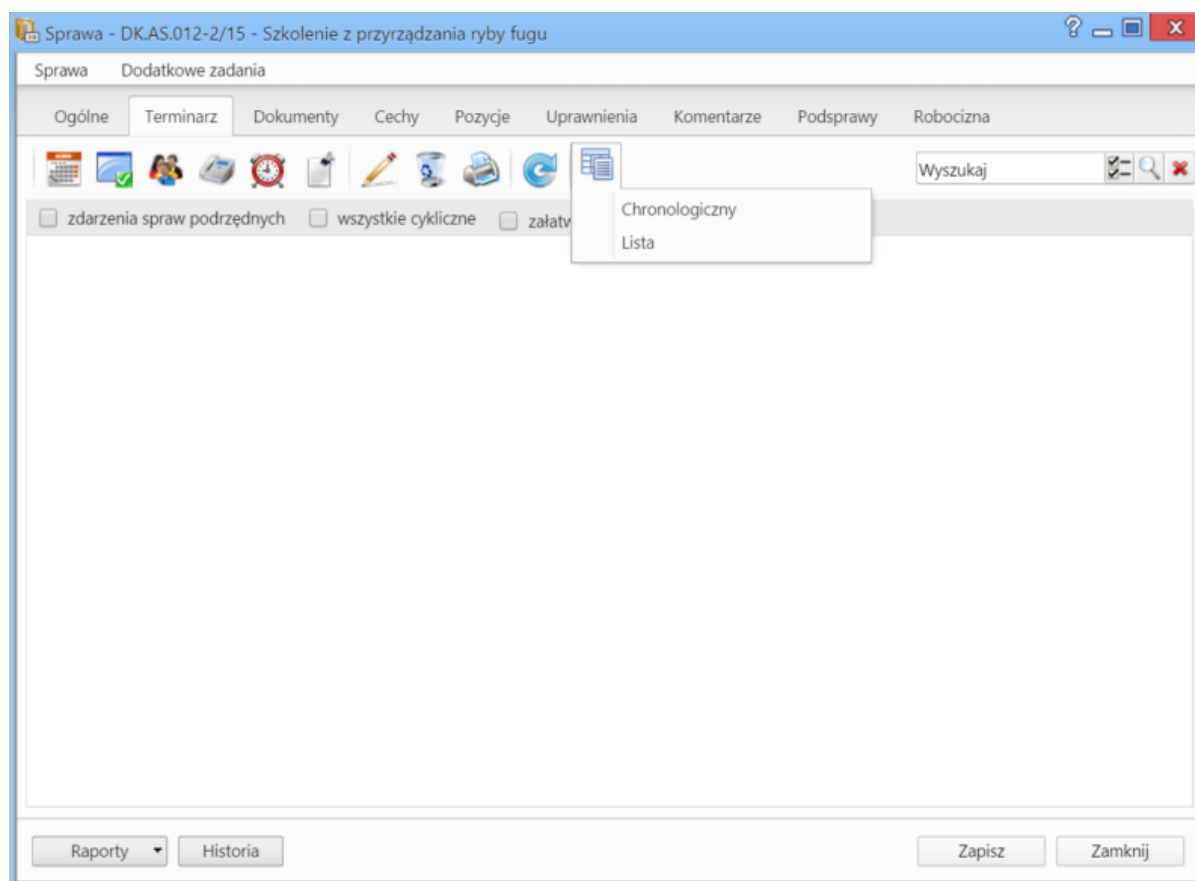 Sprawa - DK.AS.012-2/15 - Szkolenie z przyrządzania ryby fugu
Sprawa Dodatkowe zadania
Ogólne Terminarz Dokumenty Cechy Pozycje Uprawnienia Komentarze Podsprawy Robocizna
Wyszukaj
Chronologiczny
Lista
zdarzenia spraw podrzędnych wszystkie cykliczne
Raporty Historia Zapisz Zamknij